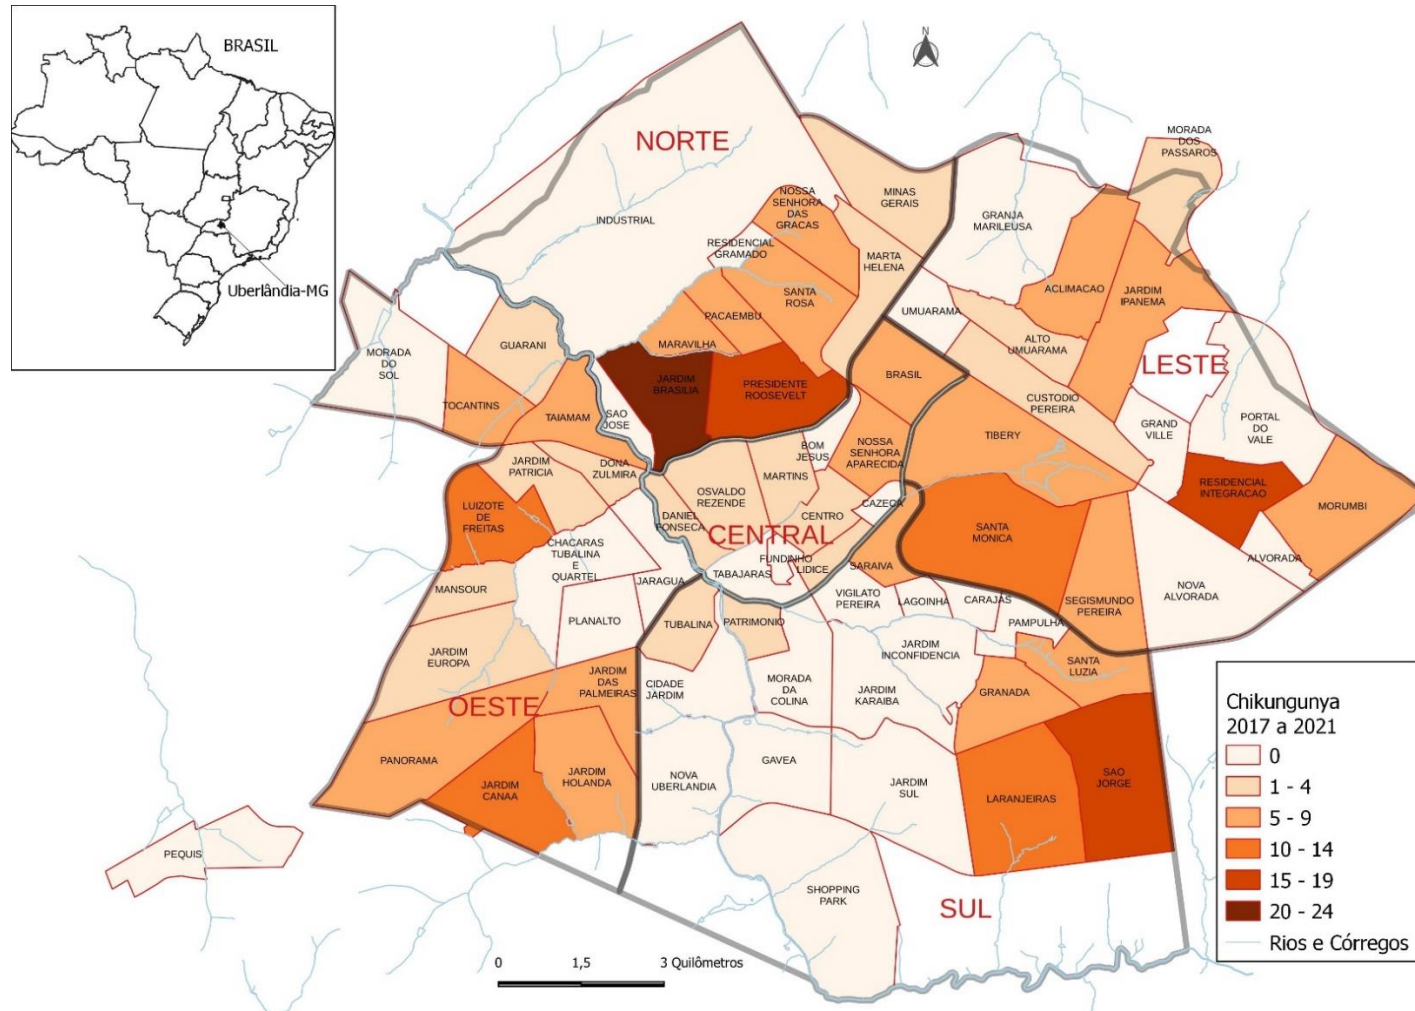 BRASIL
Uberlândia-MG
N
NORTE
MORADA
DOS
PASSAROS
MINAS
GERAIS
NOSSA
SENHORA
DAS
GRACAS
GRANJA
MARILEUSA
INDUSTRIAL
RESIDENCIAL
GRAMADO
MARTA
HELENA
SANTA
ROSA
ACLIMACAO
JARDIM
IPANEMA
UMUARAMA
PACAEMBU
MARAVILHA
GUARANI
ALTO
UMUARAMA
MORADA
DO
SOL
LESTE
BRASIL
JARDIM
BRASILIA
PRESIDENTE
ROOSEVELT
TOCANTINS
TAIAMAM
SAO
JOSE
CUSTODIO
PEREIRA
GRAND
VILLE
PORTAL
DO
VALE
TIBERY
BOM
JESUS
NOSSA
SENHORA
APARECIDA
JARDIM
PATRICIA
DONA
ZULMIRA
MARTINS
OSVALDO
REZENDE
RESIDENCIAL
INTEGRACAO
MORUMBI
LUIZOTE
DE
FREITAS
CAZECA
CENTRO
DANIEL
FONSECA
SANTA
MONICA
CENTRAL
CHACARAS
TUBALINA
E
QUARTEL
FUNDINHO
LIDICE
SARAIVA
ALVORADA
TABAJARAS
JARAGUA
MANSOUR
VIGILATO
PEREIRA
LAGOINHA
CARAJAS
NOVA
ALVORADA
SEGISMUNDO
PEREIRA
PLANALTO
TUBALINA
PATRIMONIO
PAMPULHA
JARDIM
INCONFIDENCIA
JARDIM
EUROPA
SANTA
LUZIA
JARDIM
DAS
PALMEIRAS
CIDADE
JARDIM
MORADA
DA
COLINA
JARDIM
KARAIBA
GRANADA
OESTE
PANORAMA
GAVEA
JARDIM
CANAA
JARDIM
HOLANDA
NOVA
UBERLANDIA
JARDIM
SUL
LARANJEIRAS
SAO
JORGE
PEQUIS
SHOPPING
PARK
SUL
Chikungunya
2017 a 2021
0
1 - 4
5 - 9
10 - 14
15 - 19
20 - 24
Rios e Córregos
0 1,5 3 Quilômetros